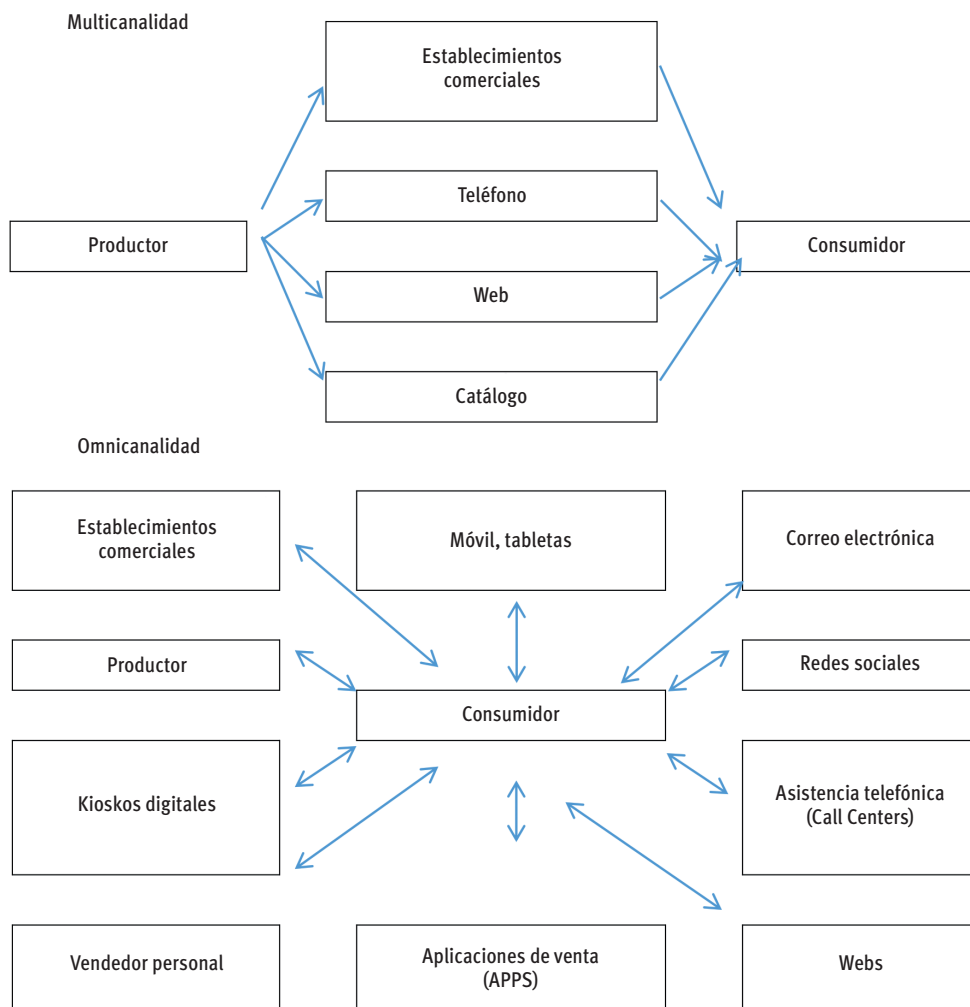 Multicanalidad
Establecimientos
comerciales
Teléfono
Productor
Consumidor
Web
Catálogo
Omnicanalidad
Establecimientos
comerciales
Móvil, tabletas
Correo electrónica
Productor
Redes sociales
Consumidor
Kioskos digitales
Asistencia telefónica
(Call Centers)
Vendedor personal
Aplicaciones de venta
(APPS)
Webs